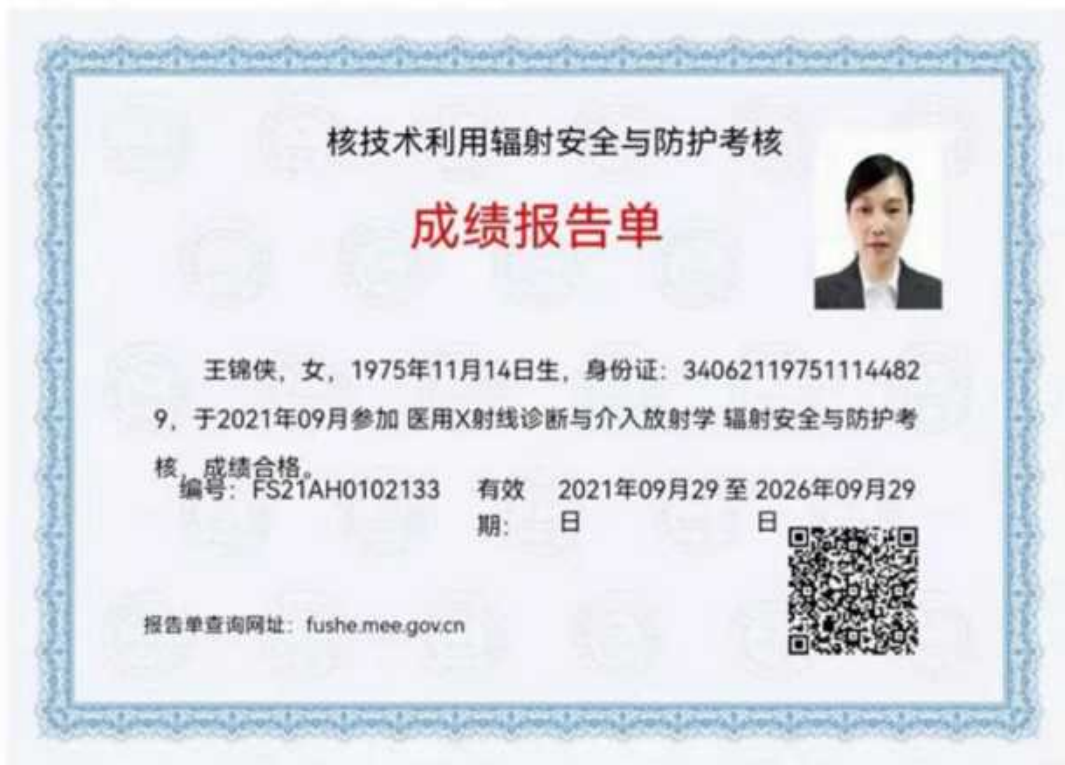 核技术利用辐射安全与防护考核
成绩报告单
王锦侠，女，1975年11月14日生，身份证：34062119751114482
9，于2021年09月参加 医用X射线诊断与介入放射学 辐射安全与防护考
核，成绩合格。
编号：FS21AH0102133 有效期： 2021年09月29日 至 2026年09月29日
报告单查询网址：fushe.mee.gov.cn